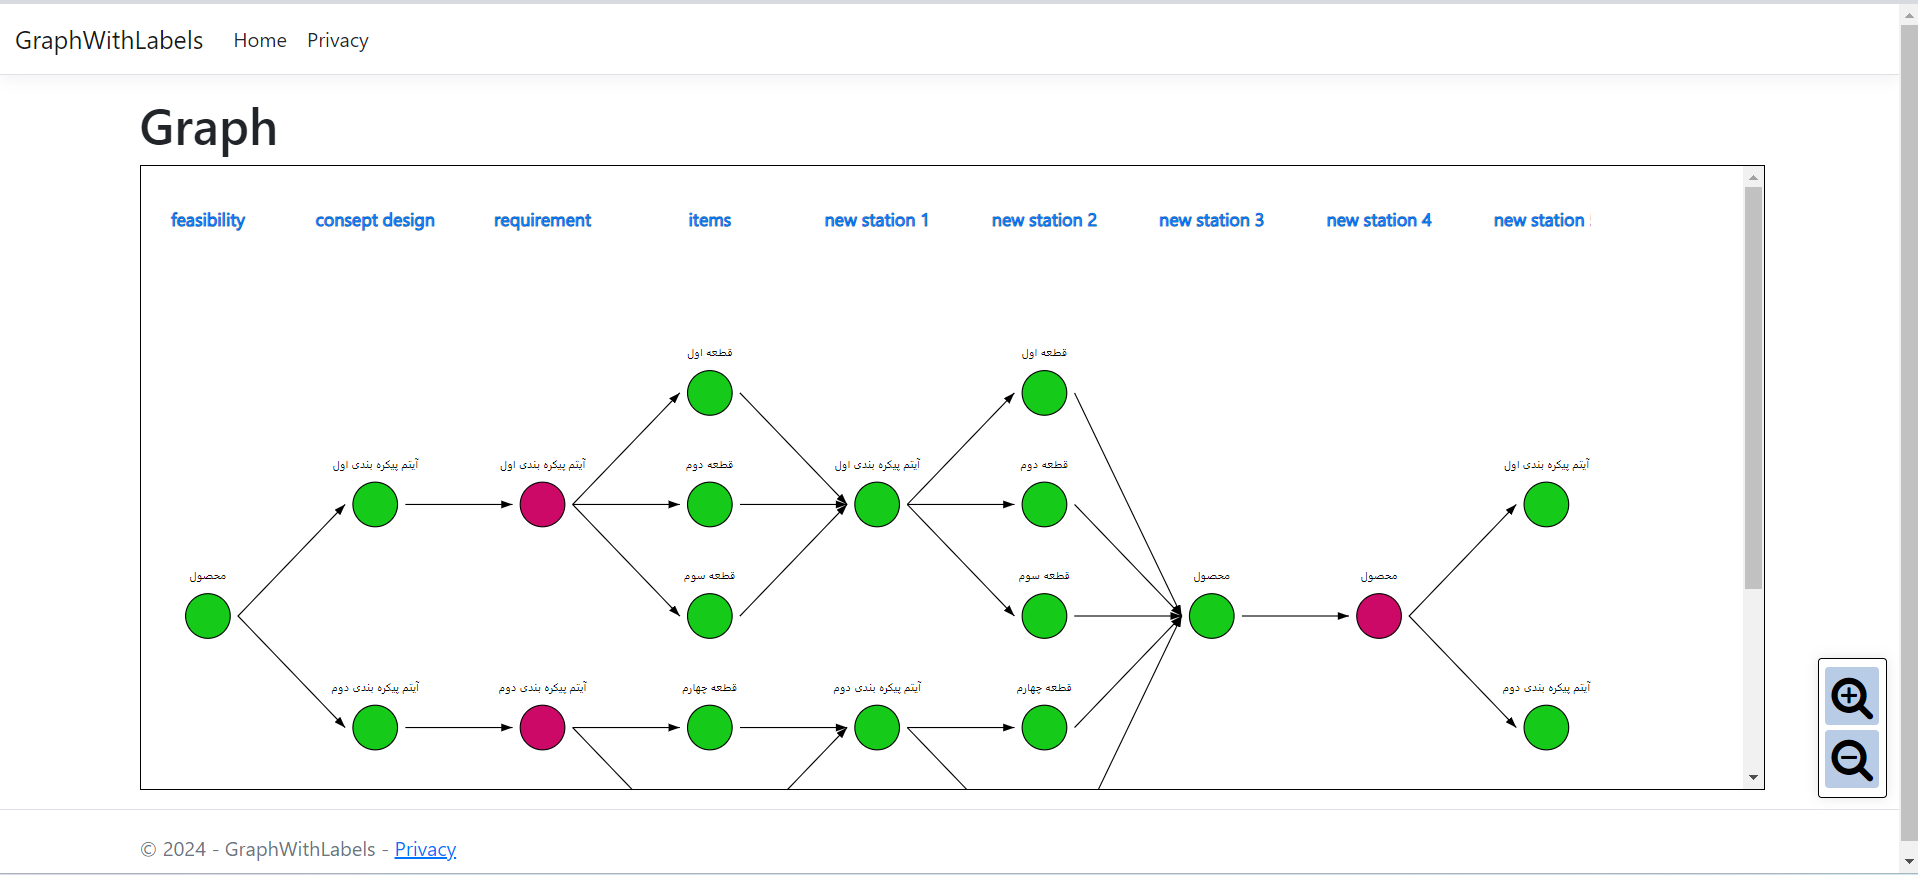 GraphWithLabels Home Privacy
Graph
feasibility consept design requirement items new station 1 new station 2 new station 3 new station 4 new station
قطعه اول قطعه اول
آیتم پیکره بندی اول آیتم پیکره بندی اول قطعه دوم آیتم پیکره بندی اول قطعه دوم آیتم پیکره بندی اول
محصول قطعه سوم قطعه سوم محصول محصول
آیتم پیکره بندی دوم آیتم پیکره بندی دوم قطعه چهارم آیتم پیکره بندی دوم قطعه چهارم آیتم پیکره بندی دوم
© 2024 - GraphWithLabels - Privacy